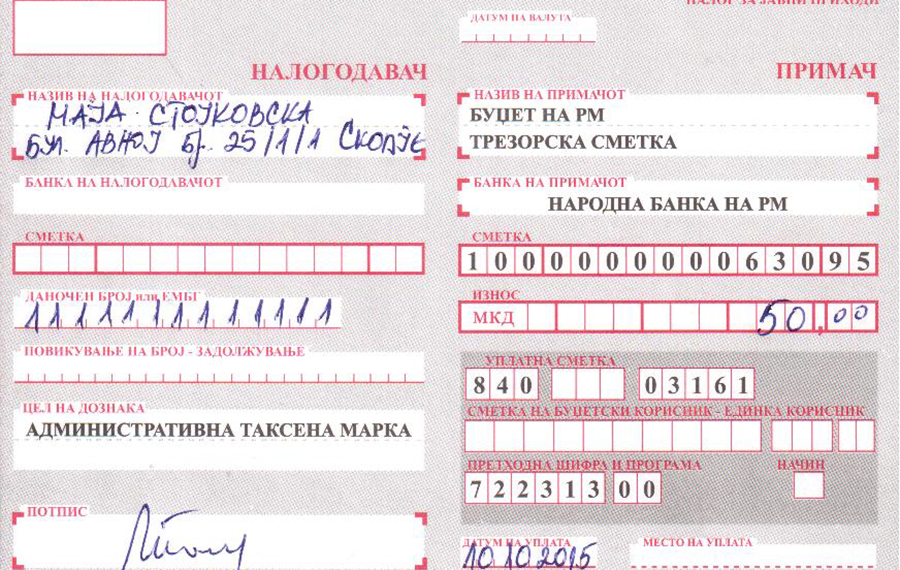 НАЛОГ ЗА ЈАВНИ ПРИХОДИ
НАЛОГОДАВАЧ
НАЗИВ НА НАЛОГОДАВАЧОТ
МАЈА СТОЈКОВСКА
БУЛ. АВНОЈ Бр. 25/1/1 СКОПЈЕ
БАНКА НА НАЛОГОДАВАЧОТ
СМЕТКА
ДАНОЧЕН БРОЈ или ЕМБГ
1111111111111
ПОВИКУВАЊЕ НА БРОЈ - ЗАДОЛЖУВАЊЕ
ЦЕЛ НА ДОЗНАКА
АДМИНИСТРАТИВНА ТАКСЕНА МАРКА
ПОТПИС
ДАТУМ НА ВАЛУТА
ПРИМАЧ
НАЗИВ НА ПРИМАЧОТ
БУЏЕТ НА РМ
ТРЕЗОРСКА СМЕТКА
БАНКА НА ПРИМАЧОТ
НАРОДНА БАНКА НА РМ
СМЕТКА
100000000063095
ИЗНОС
МКД 50,00
УПЛАТНА СМЕТКА
840 03161
СМЕТКА НА БУЏЕТСКИ КОРИСНИК - ЕДИНКА КОРИСНИК
ПРЕТХОДНА ШИФРА И ПРОГРАМА НАЧИН
722313 00
ДАТУМ НА УПЛАТА МЕСТО НА УПЛАТА
10.10.2015